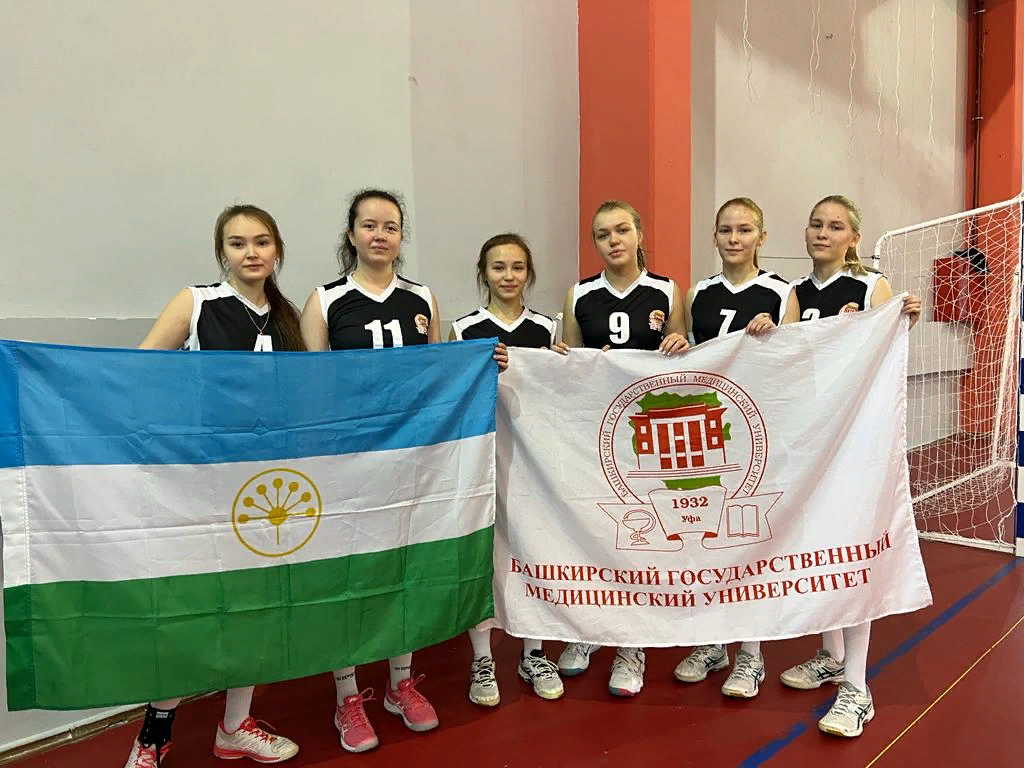 11
9
7
БАШКИРСКИЙ ГОСУДАРСТВЕННЫЙ МЕДИЦИНСКИЙ УНИВЕРСИТЕТ
1932
Уфа
БАШКИРСКИЙ ГОСУДАРСТВЕННЫЙ
МЕДИЦИНСКИЙ УНИВЕРСИТЕТ